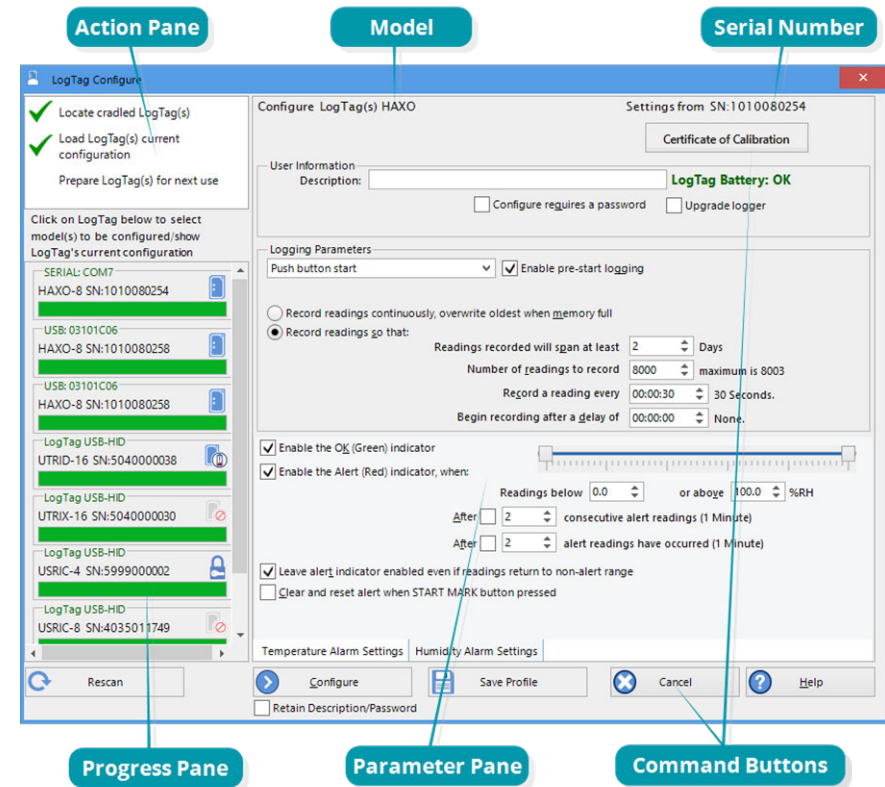 Action Pane
Model
Serial Number
LogTag Configure
Locate cradled LogTag(s)
Load LogTag(s) current
configuration
Prepare LogTag(s) for next use
Click on LogTag below to select
model(s) to be configured/show
LogTag's current configuration
SERIAL: COM7
HAXO-8 SN:1010080254
USB: 03101C06
HAXO-8 SN:1010080258
USB: 03101C06
HAXO-8 SN:1010080258
LogTag USB-HID
UTRID-16 SN:5040000038
LogTag USB-HID
UTRIX-16 SN:5040000030
LogTag USB-HID
USRIC-4 SN:5999000002
LogTag USB-HID
USRIC-8 SN:4035011749
Rescan
Configure LogTag(s) HAXO
Settings from SN:1010080254
Certificate of Calibration
User Information
Description:
LogTag Battery: OK
Configure requires a password
Upgrade logger
Logging Parameters
Push button start
Enable pre-start logging
Record readings continuously, overwrite oldest when memory full
Record readings so that:
Readings recorded will span at least 2 Days
Number of readings to record 8000 maximum is 8003
Record a reading every 00:00:30 30 Seconds.
Begin recording after a delay of 00:00:00 None.
Enable the OK (Green) indicator
Enable the Alert (Red) indicator, when:
Readings below 0.0 or above 100.0 %RH
After 2 consecutive alert readings (1 Minute)
After 2 alert readings have occurred (1 Minute)
Leave alert indicator enabled even if readings return to non-alert range
Clear and reset alert when START MARK button pressed
Temperature Alarm Settings Humidity Alarm Settings
Configure
Save Profile
Cancel
Help
Retain Description/Password
Progress Pane
Parameter Pane
Command Buttons